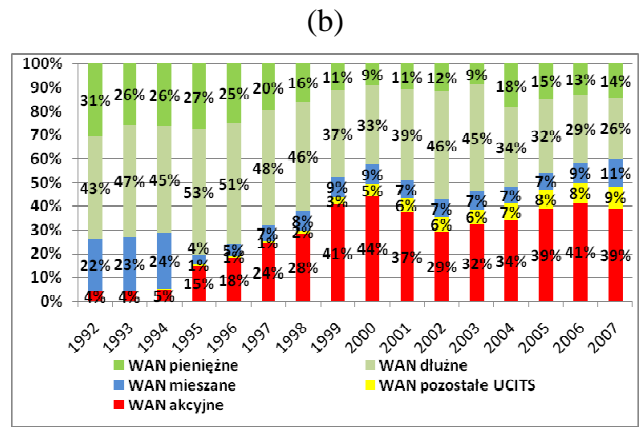 (b)
100%
90%
80%
70%
60%
50%
40%
30%
20%
10%
0%
31% 26% 26% 27% 25% 20% 16% 11% 9% 11% 12% 9% 18% 15% 13% 14%
43% 47% 45% 53% 51% 48% 46% 37% 33% 39% 46% 45% 34% 32% 29% 26%
22% 23% 24% 4% 5% 7% 8% 9% 9% 7% 7% 7% 7% 7% 9% 11%
1% 1% 1% 2% 3% 5% 6% 6% 6% 7% 8% 8% 9%
4% 4% 5% 15% 18% 24% 28% 41% 44% 37% 29% 32% 34% 39% 41% 39%
1992 1993 1994 1995 1996 1997 1998 1999 2000 2001 2002 2003 2004 2005 2006 2007
WAN pieniężne WAN dłużne
WAN mieszane WAN pozostałe UCITS
WAN akcyjne